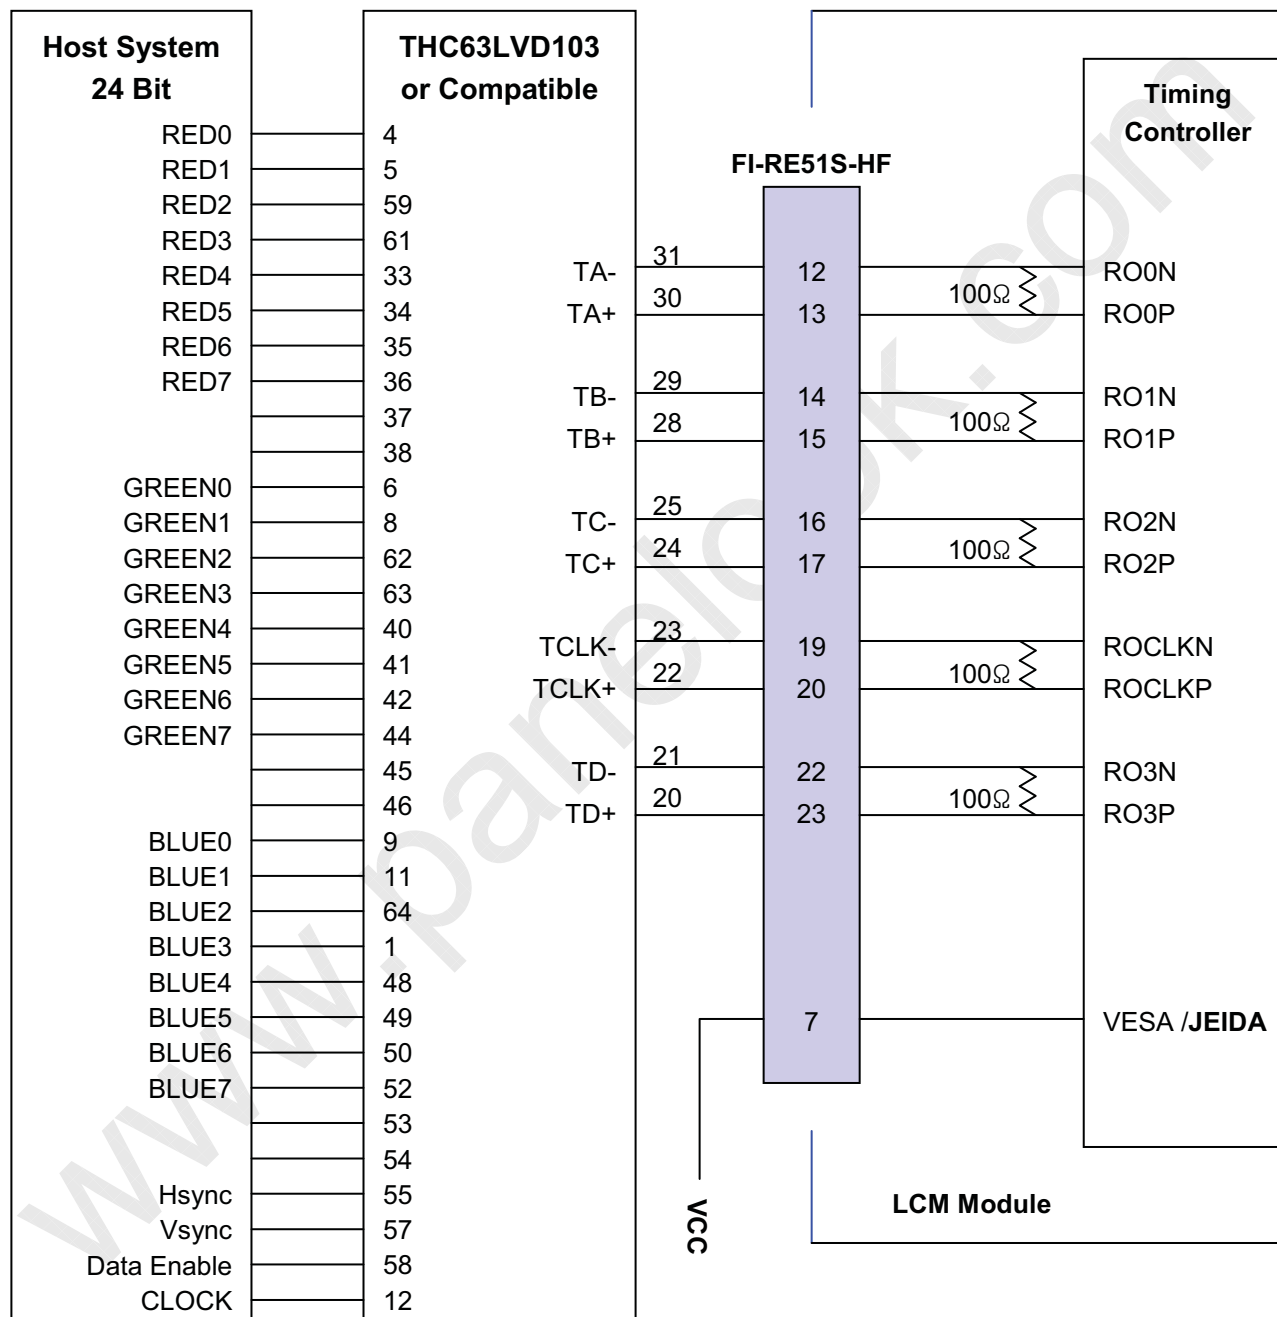 Host System
24 Bit
RED0
RED1
RED2
RED3
RED4
RED5
RED6
RED7
GREEN0
GREEN1
GREEN2
GREEN3
GREEN4
GREEN5
GREEN6
GREEN7
BLUE0
BLUE1
BLUE2
BLUE3
BLUE4
BLUE5
BLUE6
BLUE7
Hsync
Vsync
Data Enable
CLOCK
THC63LVD103
or Compatible
4
5
59
61
33
34
35
36
37
38
6
8
62
63
40
41
42
44
45
46
9
11
64
1
48
49
50
52
53
54
55
57
58
12
TA-
TA+
TB-
TB+
TC-
TC+
TCLK-
TCLK+
TD-
TD+
31
30
29
28
25
24
23
22
21
20
VCC
FI-RE51S-HF
12
13
14
15
16
17
19
20
22
23
7
100Ω
100Ω
100Ω
100Ω
100Ω
LCM Module
Timing
Controller
RO0N
RO0P
RO1N
RO1P
RO2N
RO2P
ROCLKN
ROCLKP
RO3N
RO3P
VESA /JEIDA
www.panelook.com